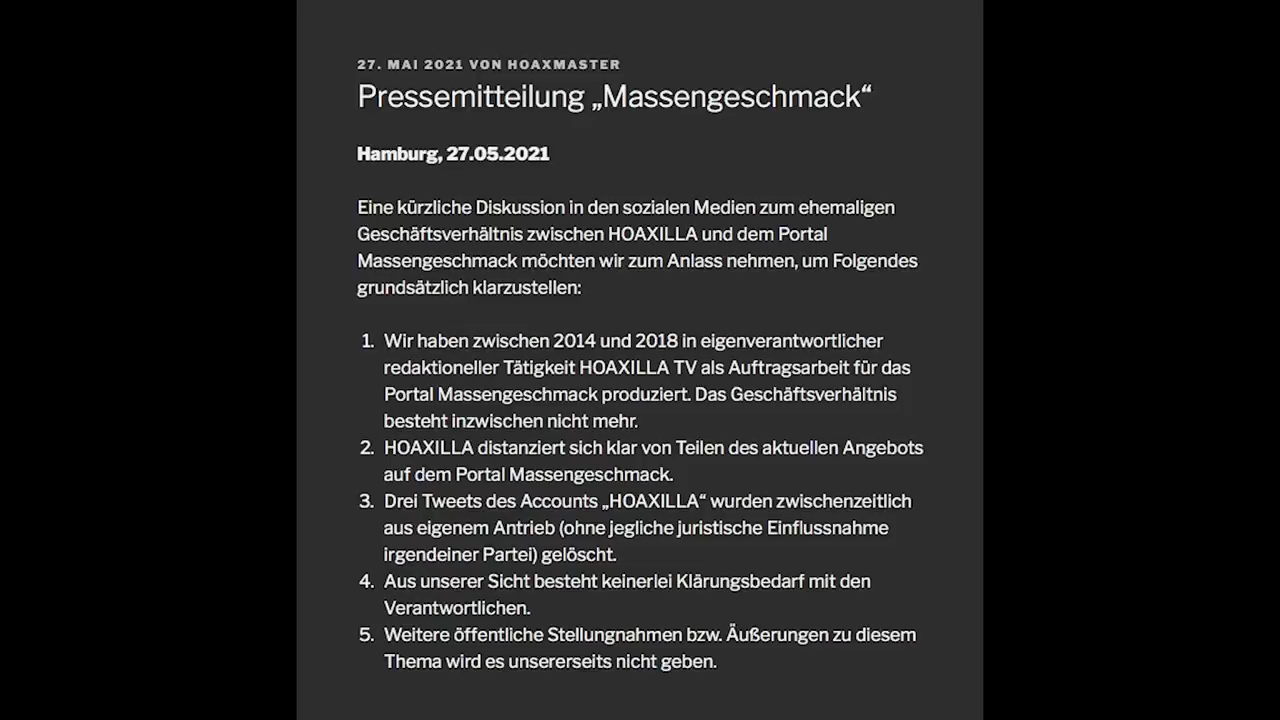 27. MAI 2021 VON HOAXMASTER
Pressemitteilung „Massengeschmack“
Hamburg, 27.05.2021
Eine kürzliche Diskussion in den sozialen Medien zum ehemaligen
Geschäftsverhältnis zwischen HOAXILLA und dem Portal
Massengeschmack möchten wir zum Anlass nehmen, um Folgendes
grundsätzlich klarzustellen:
1. Wir haben zwischen 2014 und 2018 in eigenverantwortlicher
redaktioneller Tätigkeit HOAXILLA TV als Auftragsarbeit für das
Portal Massengeschmack produziert. Das Geschäftsverhältnis
besteht inzwischen nicht mehr.
2. HOAXILLA distanziert sich klar von Teilen des aktuellen Angebots
auf dem Portal Massengeschmack.
3. Drei Tweets des Accounts „HOAXILLA“ wurden zwischenzeitlich
aus eigenem Antrieb (ohne jegliche juristische Einflussnahme
irgendeiner Partei) gelöscht.
4. Aus unserer Sicht besteht keinerlei Klärungsbedarf mit den
Verantwortlichen.
5. Weitere öffentliche Stellungnahmen bzw. Äußerungen zu diesem
Thema wird es unsererseits nicht geben.